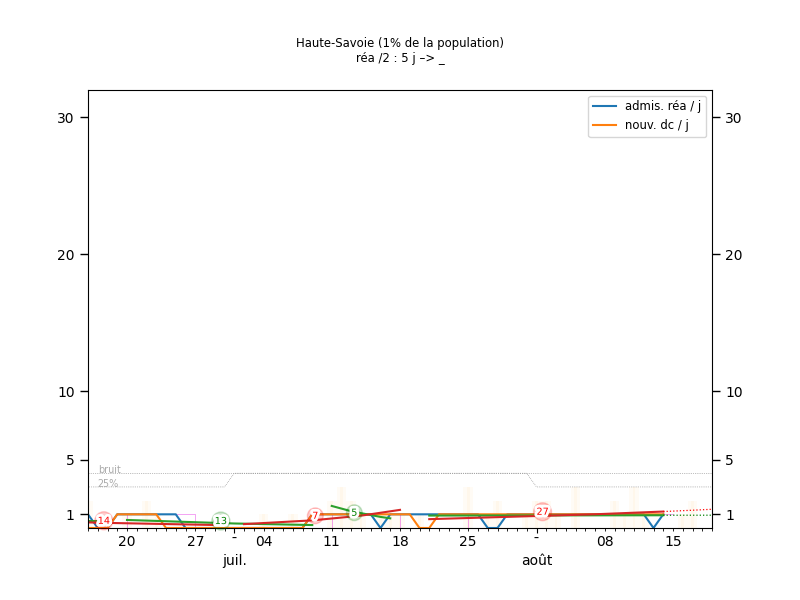 Haute-Savoie (1% de la population)
réa /2 : 5 j –> _
admis. réa / j
nouv. dc / j
30 30
20 20
10 10
5 5
bruit
25%
1 1
14 13 7 5 27
20 27 - 04 11 18 25 - 08 15
juil. août